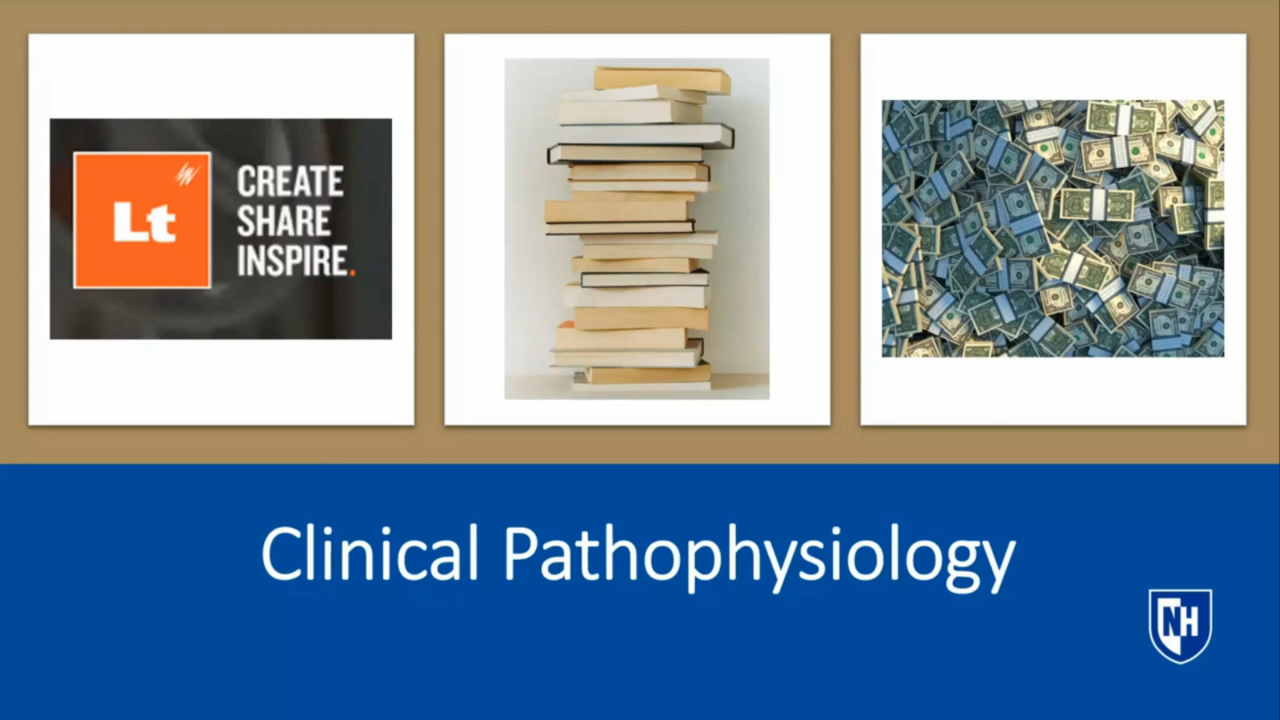 Lt
CREATE
SHARE
INSPIRE.
Clinical Pathophysiology
NH